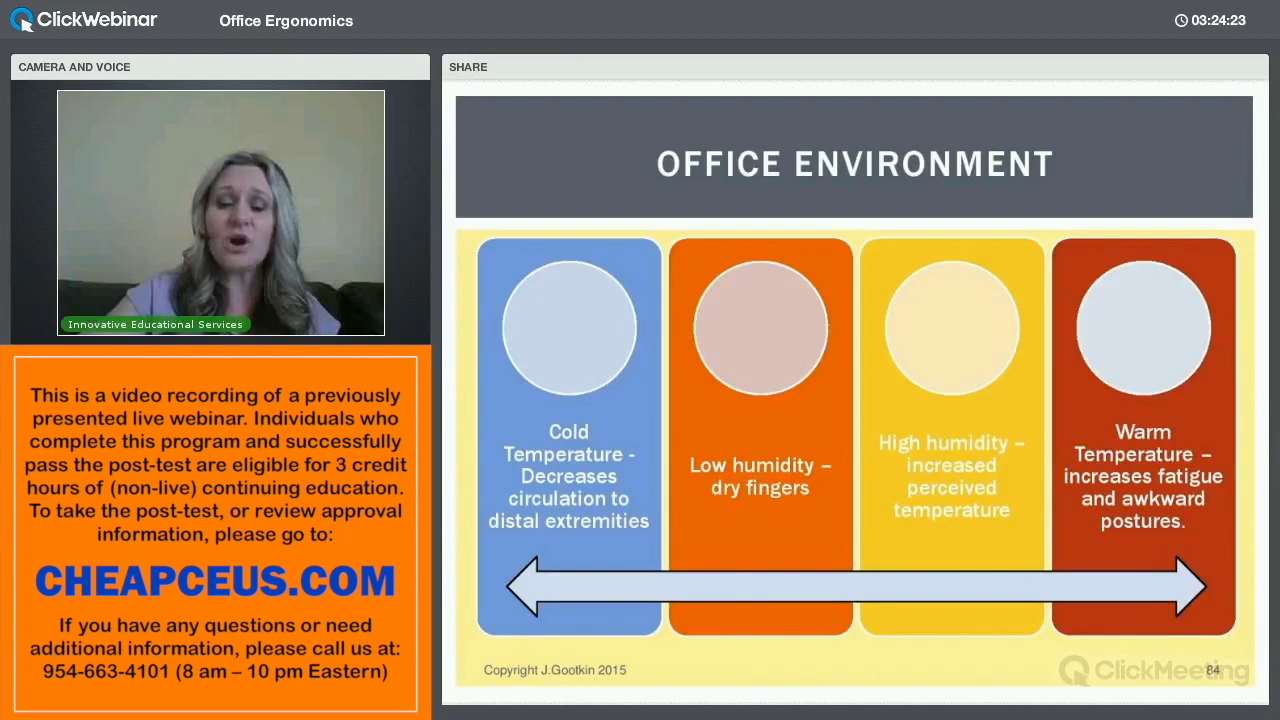 ClickWebinar
Office Ergonomics
03:24:23
CAMERA AND VOICE
Innovative Educational Services
This is a video recording of a previously
presented live webinar. Individuals who
complete this program and successfully
pass the post-test are eligible for 3 credit
hours of (non-live) continuing education.
To take the post-test, or review approval
information, please go to:
CHEAPCEUS.COM
If you have any questions or need
additional information, please call us at:
954-663-4101 (8 am – 10 pm Eastern)
SHARE
OFFICE ENVIRONMENT
Cold
Temperature -
Decreases
circulation to
distal extremities
Low humidity –
dry fingers
High humidity –
increased
perceived
temperature
Warm
Temperature –
increases fatigue
and awkward
postures.
Copyright J.Gootkin 2015
84
ClickMeeting